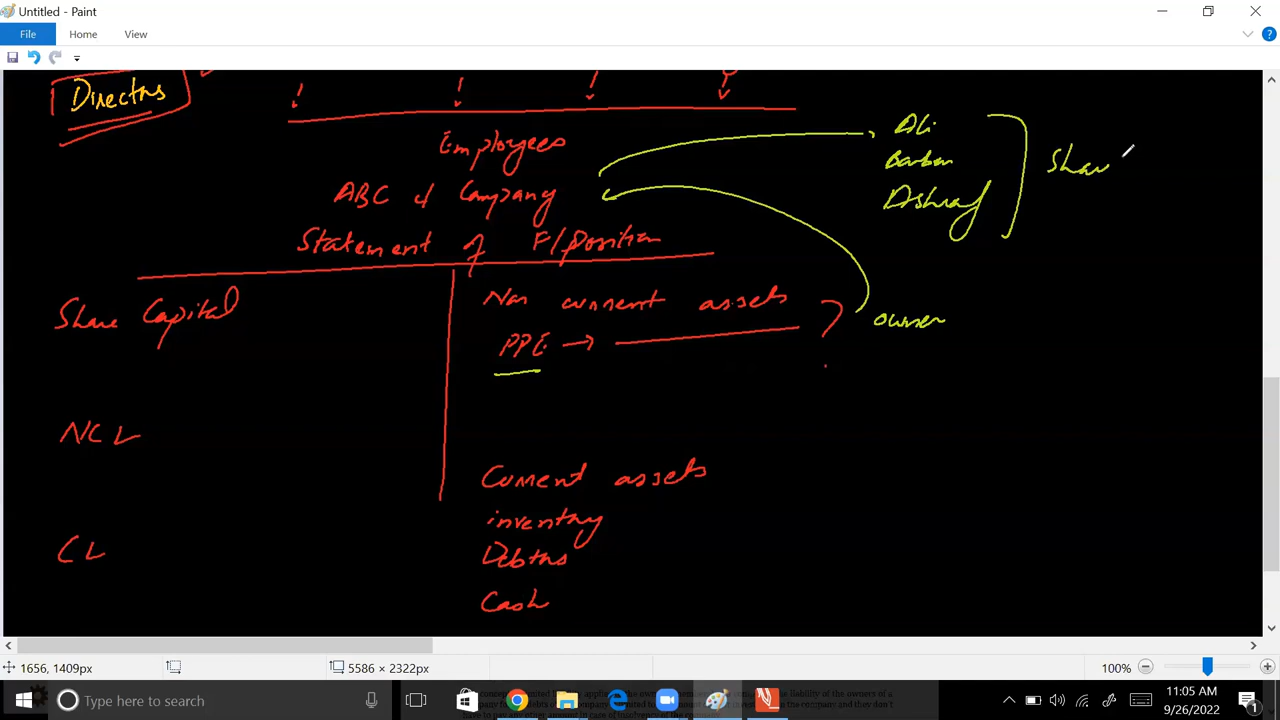 Untitled - Paint
File Home View
Directors
Employees
ABC & Company
Statement of F/position
Ali
Ashraf
Shar
Share Capital
Non current assets
PPE → ?
owner
NCL
Current assets
inventory
CL
Debtors
Cash
1656, 1409px
5586 × 2322px
100%
Type here to search
11:05 AM
9/26/2022